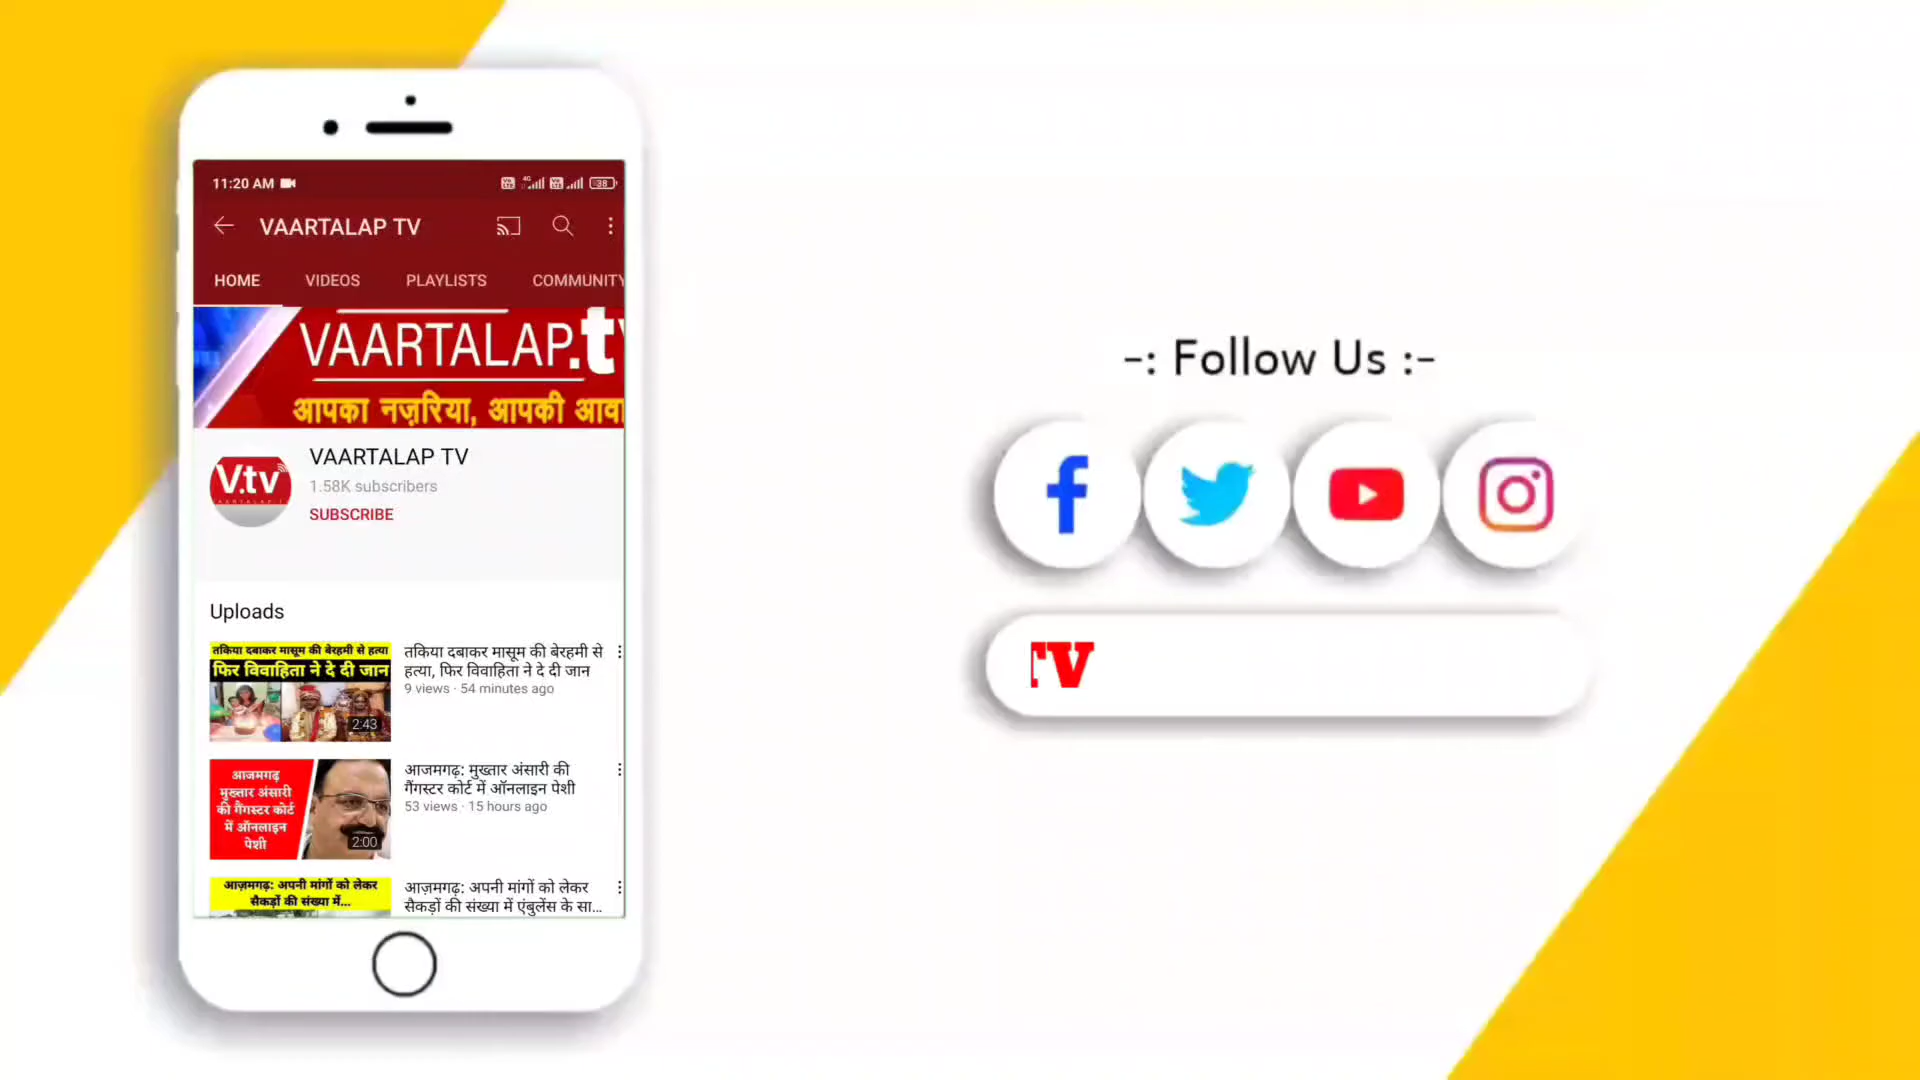 11:20 AM
4G
38
VAARTALAP TV
HOME VIDEOS PLAYLISTS COMMUNITY
VAARTALAP.t
आपका नज़रिया, आपकी आवा
V.tv
VAARTALAP TV
1.58K subscribers
SUBSCRIBE
Uploads
तकिया दबाकर मासूम की बेरहमी से हत्या
फिर विवाहिता ने दे दी जान
2:43
तकिया दबाकर मासूम की बेरहमी से
हत्या, फिर विवाहिता ने दे दी जान
9 views · 54 minutes ago
आजमगढ़
मुख्तार अंसारी
की गैंगस्टर कोर्ट
में ऑनलाइन
पेशी
2:00
आजमगढ़: मुख्तार अंसारी की
गैंगस्टर कोर्ट में ऑनलाइन पेशी
53 views · 15 hours ago
आज़मगढ़: अपनी मांगों को लेकर
सैकड़ों की संख्या में...
आज़मगढ़: अपनी मांगों को लेकर
सैकड़ों की संख्या में एंबुलेंस के सा...
-: Follow Us :-
TV